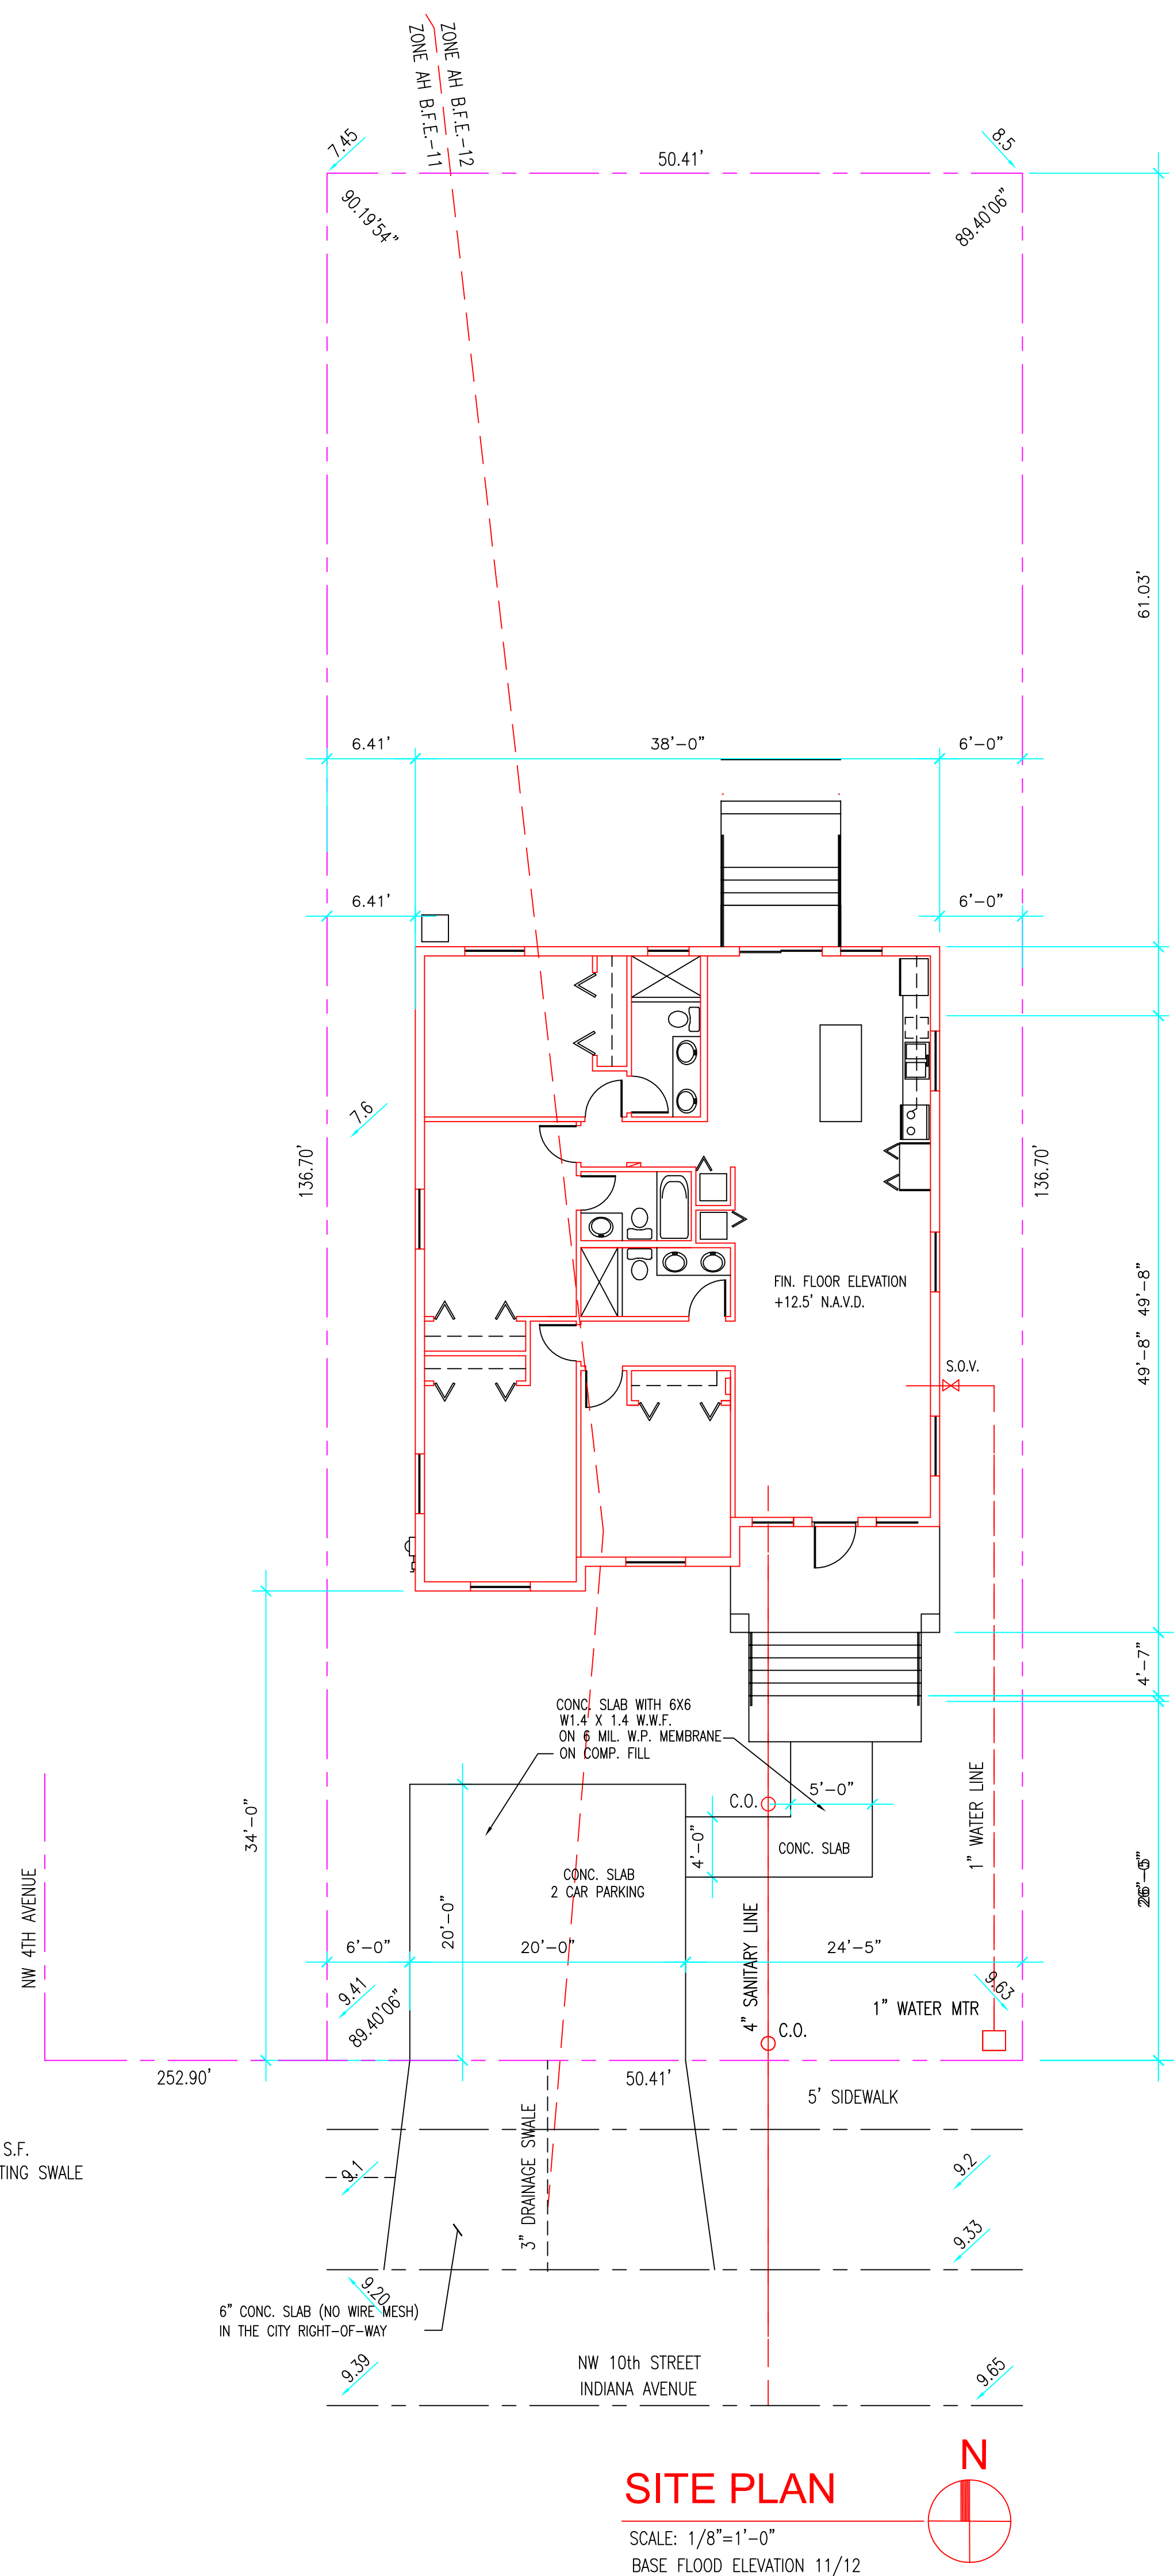 ZONE AH B.F.E.-12
ZONE AH B.F.E.-11
7.45
50.41'
8.5
90.19'54"
89.40'06"
61.03'
6.41'
38'-0"
6'-0"
6.41'
6'-0"
7.6
136.70'
136.70'
FIN. FLOOR ELEVATION
+12.5' N.A.V.D.
49'-8"
49'-8"
S.O.V.
4'-7"
CONC. SLAB WITH 6X6
W1.4 X 1.4 W.W.F.
ON 6 MIL. W.P. MEMBRANE
ON COMP. FILL
34'-0"
C.O.
5'-0"
4'-0"
CONC. SLAB
1" WATER LINE
CONC. SLAB
2 CAR PARKING
20'-0"
NW 4TH AVENUE
6'-0"
20'-0"
24'-5"
4" SANITARY LINE
9.41
89.40'06"
9.63
1" WATER MTR
C.O.
252.90'
50.41'
5' SIDEWALK
3" DRAINAGE SWALE
S.F.
TING SWALE
9.1
9.2
9.33
9.20
6" CONC. SLAB (NO WIRE MESH)
IN THE CITY RIGHT-OF-WAY
NW 10th STREET
INDIANA AVENUE
9.39
9.65
N
SITE PLAN
SCALE: 1/8"=1'-0"
BASE FLOOD ELEVATION 11/12